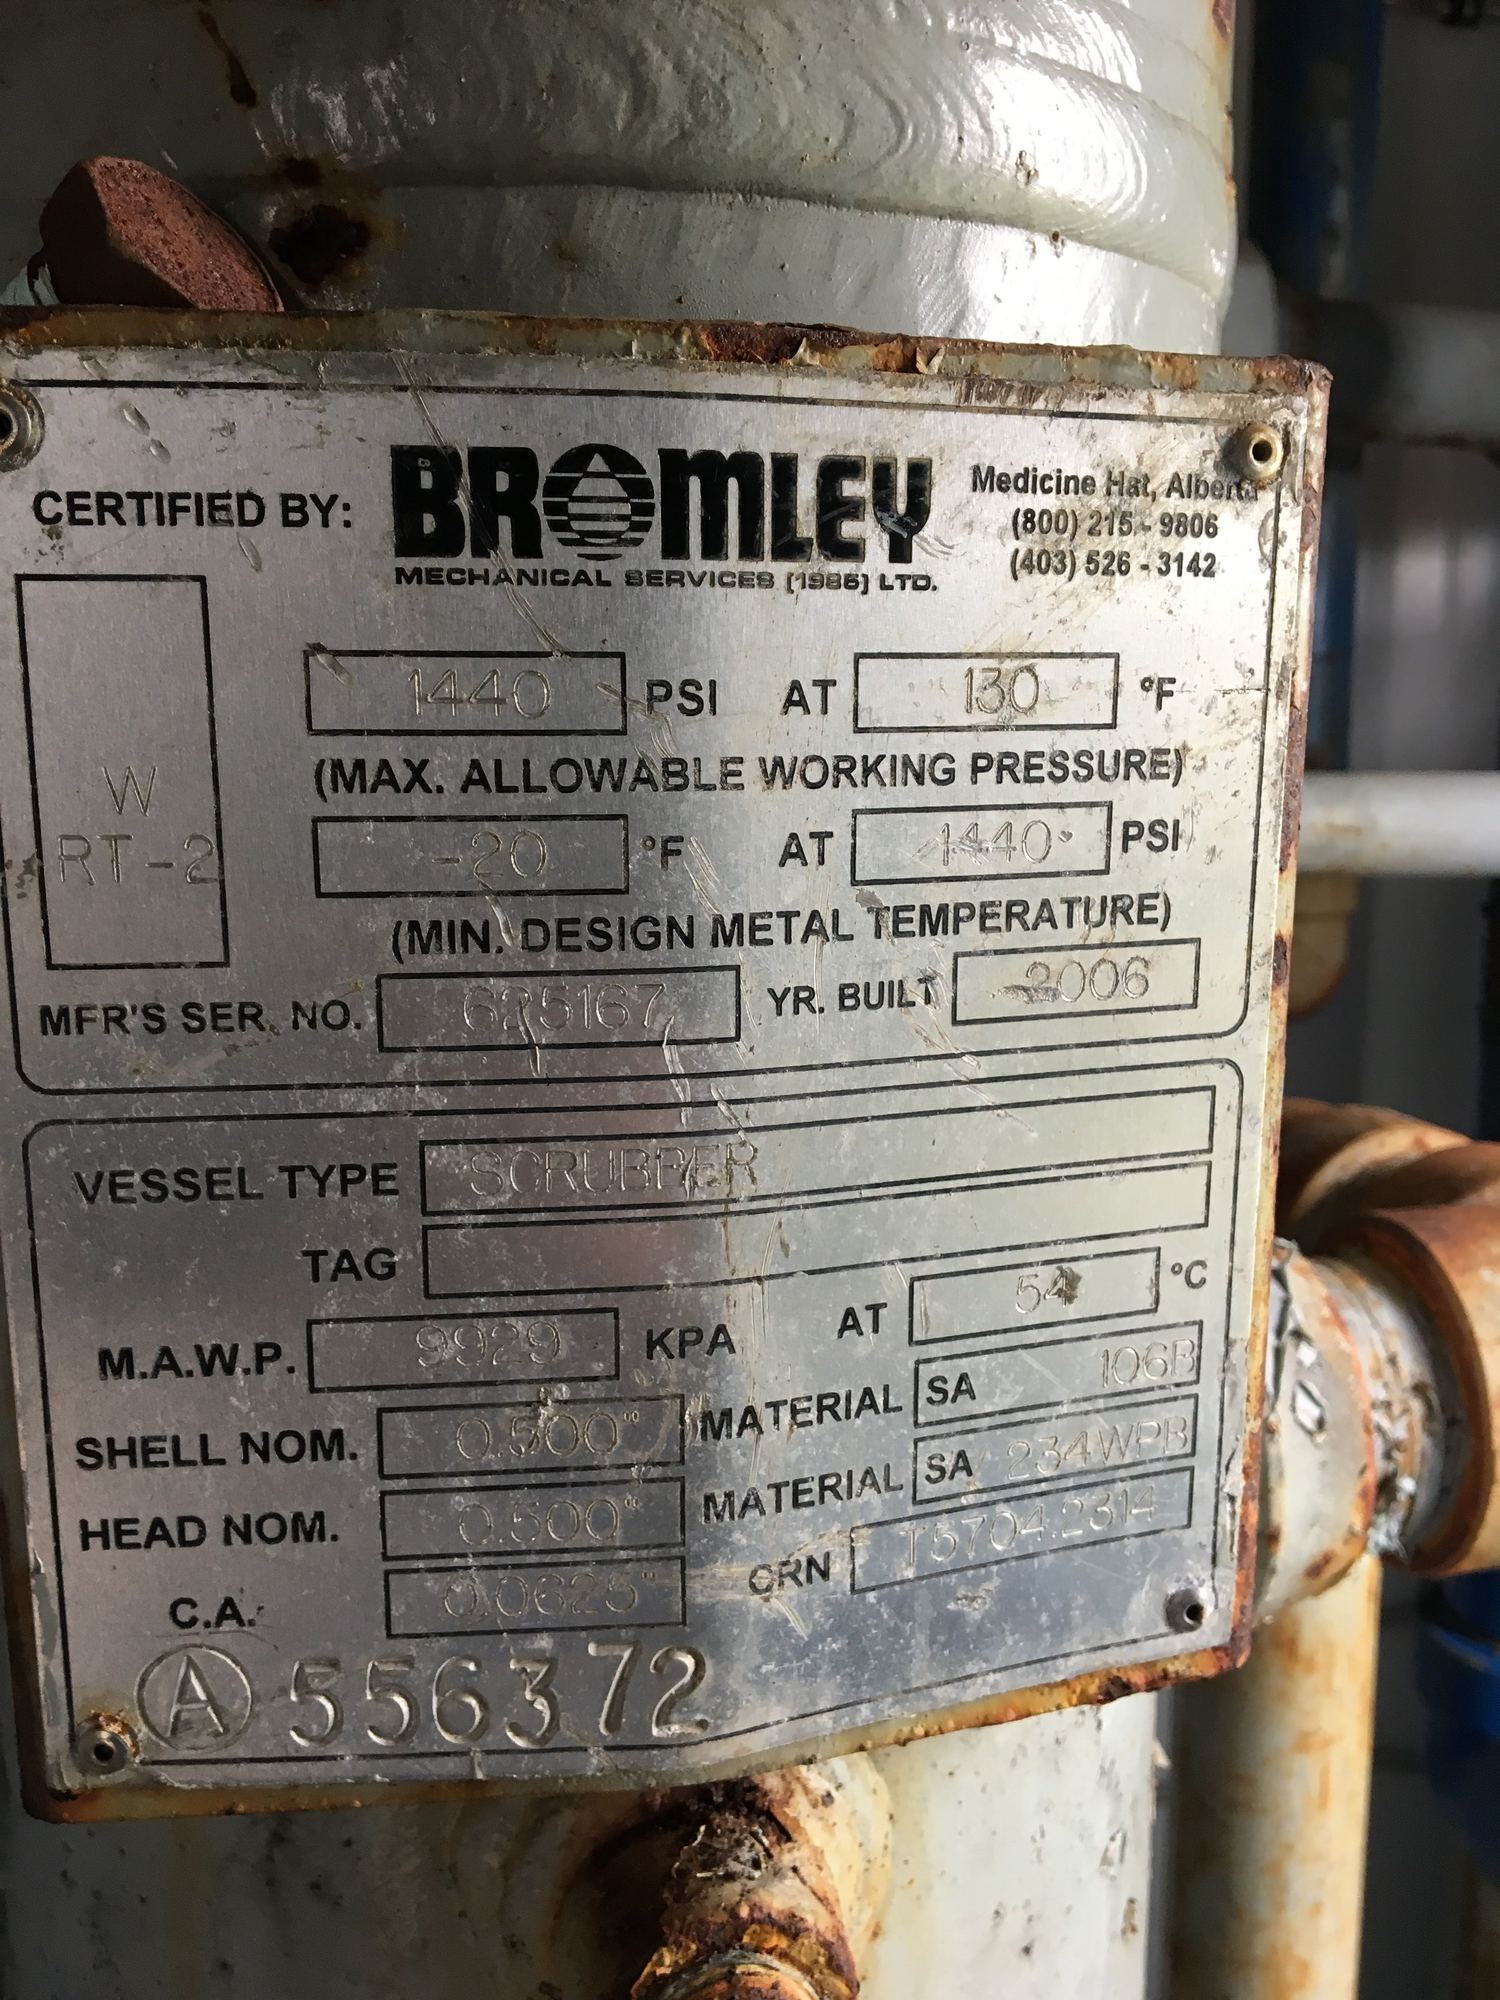 CERTIFIED BY: BROMLEY
MECHANICAL SERVICES (1986) LTD.
Medicine Hat, Alberta
(800) 215 - 9806
(403) 526 - 3142
W
RT-2
1440 PSI AT 130 °F
(MAX. ALLOWABLE WORKING PRESSURE)
-20 °F AT 1440 PSI
(MIN. DESIGN METAL TEMPERATURE)
MFR'S SER. NO. 625167 YR. BUILT 2006
VESSEL TYPE SCRUBBER
TAG
M.A.W.P. 9929 KPA AT 54 °C
SHELL NOM. 0.500" MATERIAL SA 106B
HEAD NOM. 0.500" MATERIAL SA 234WPB
C.A. 0.0625" CRN T5704.2314
A 556372